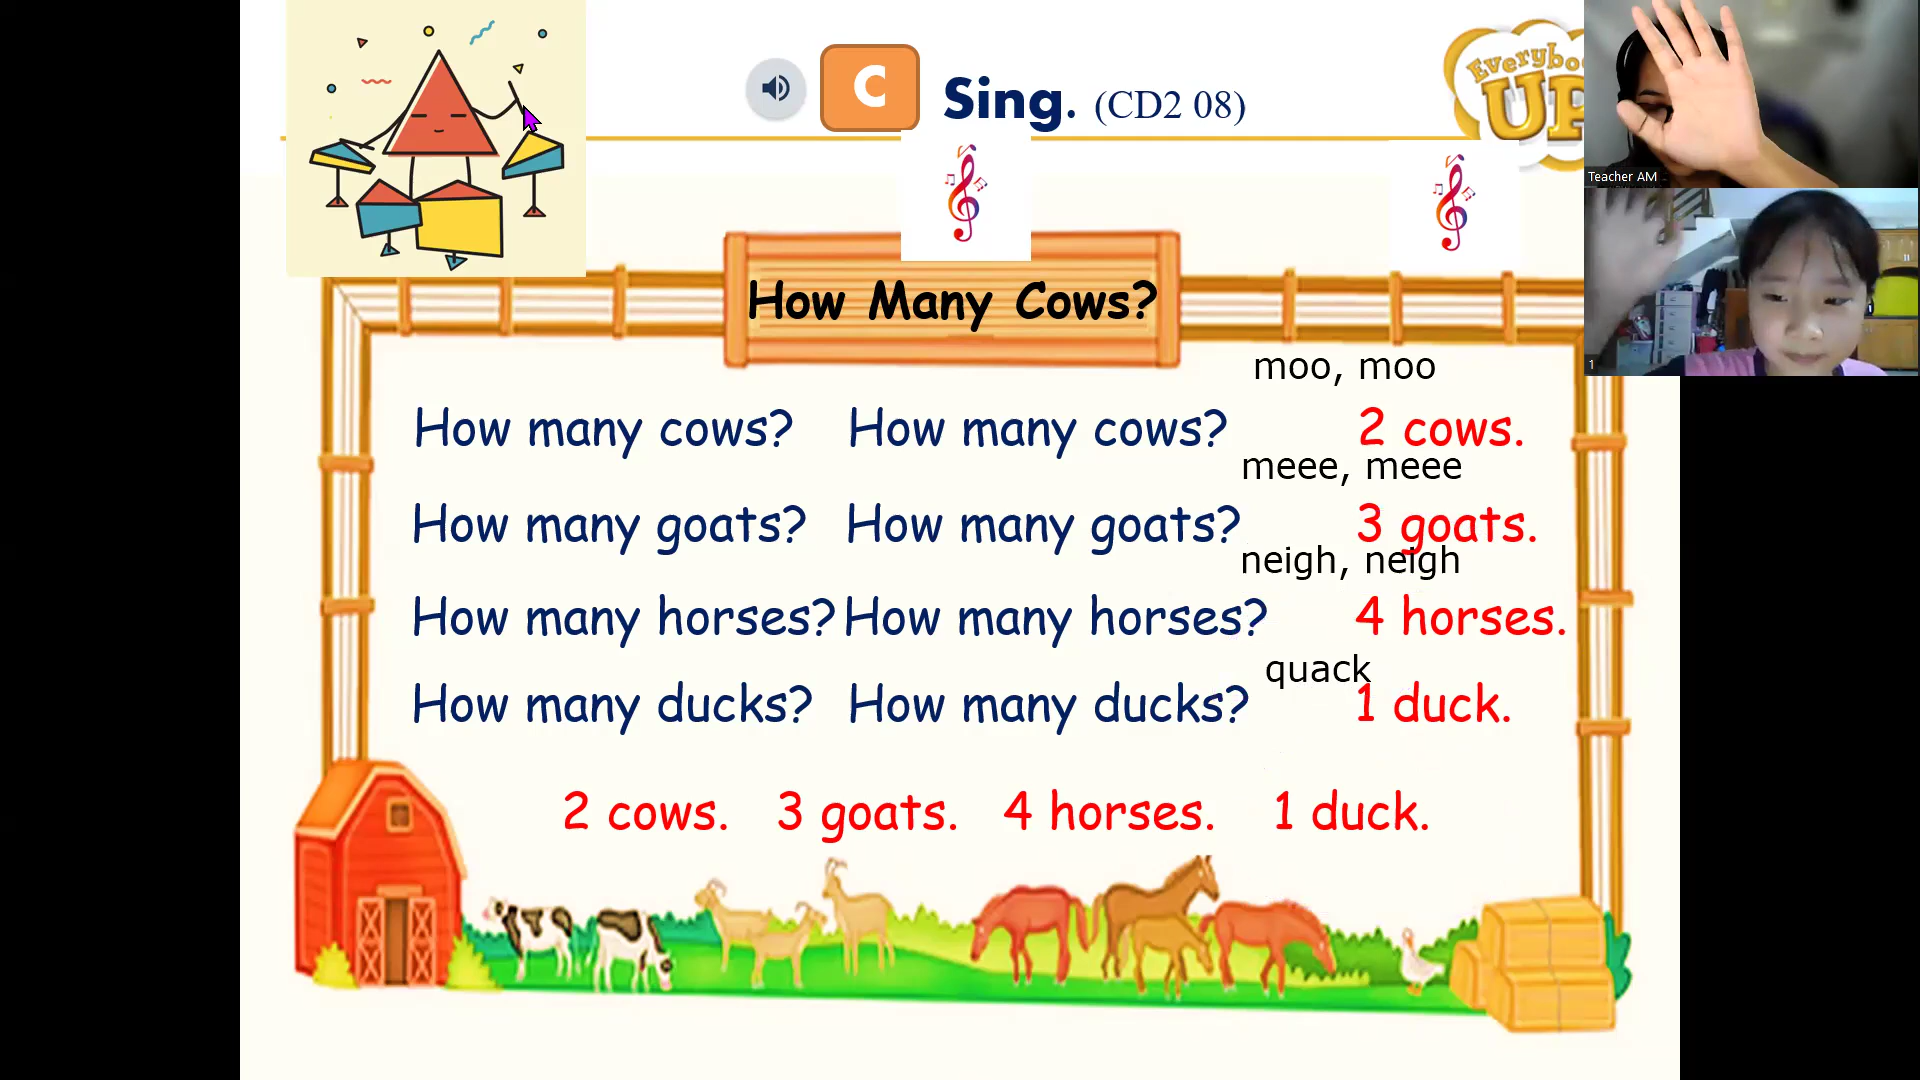 C Sing. (CD2 08)
Everybo
UP
Teacher AM
1
How Many Cows?
moo, moo
How many cows? How many cows? 2 cows.
meee, meee
How many goats? How many goats? 3 goats.
neigh, neigh
How many horses? How many horses? 4 horses.
quack
How many ducks? How many ducks? 1 duck.
2 cows. 3 goats. 4 horses. 1 duck.